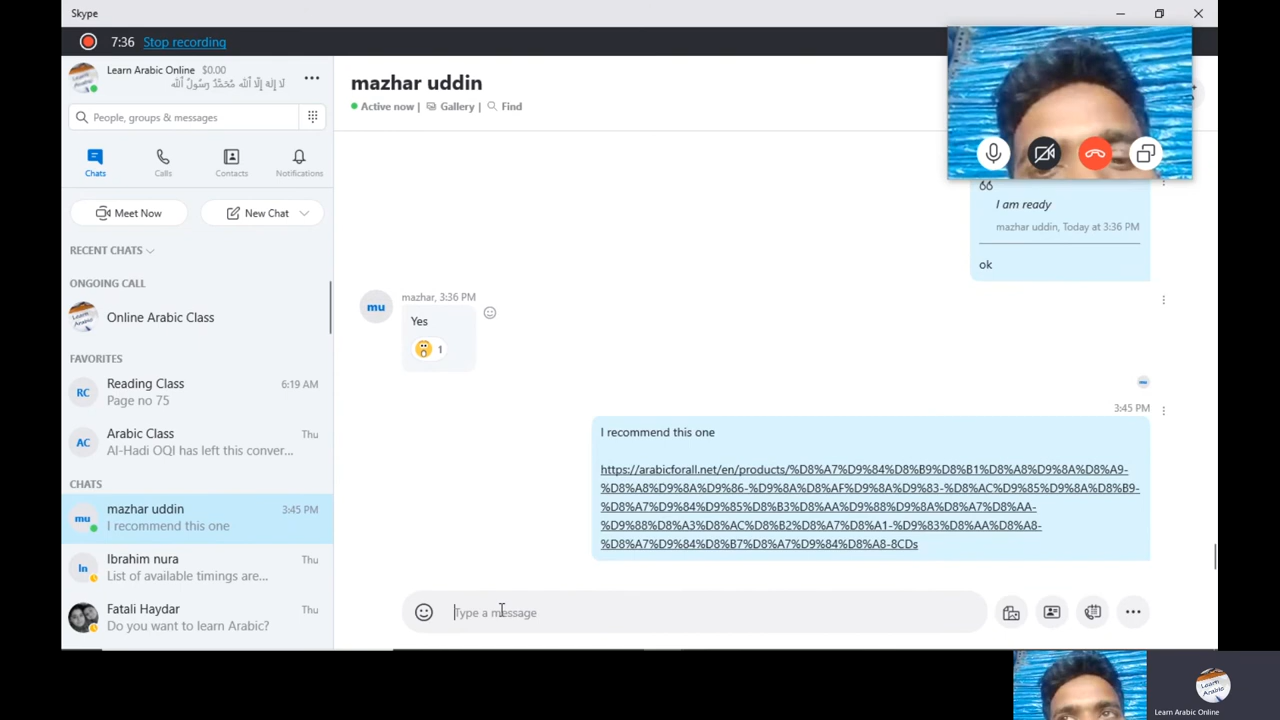 Skype
7:36 Stop recording
Learn Arabic Online $0.00
لَا إِلٰهَ إِلَّا ٱلله مُحَمَّدٌ رَسُولُ ٱلله
People, groups & messages
Chats
Calls
Contacts
Notifications
Meet Now
New Chat
RECENT CHATS
ONGOING CALL
Online Arabic Class
FAVORITES
RC
Reading Class 6:19 AM
Page no 75
AC
Arabic Class Thu
Al-Hadi OQI has left this conver...
CHATS
mu
mazhar uddin 3:45 PM
I recommend this one
In
Ibrahim nura Thu
List of available timings are...
Fatali Haydar Thu
Do you want to learn Arabic?
mazhar uddin
Active now | Gallery | Find
I am ready
mazhar uddin, Today at 3:36 PM
ok
mazhar, 3:36 PM
mu
Yes
1
3:45 PM
I recommend this one
https://arabicforall.net/en/products/%D8%A7%D9%84%D8%B9%D8%B1%D8%A8%D9%8A%D8%A9-
%D8%A8%D9%8A%D9%86-%D9%8A%D8%AF%D9%8A%D9%83-%D8%AC%D9%85%D9%8A%D8%B9-
%D8%A7%D9%84%D9%85%D8%B3%D8%AA%D9%88%D9%8A%D8%A7%D8%AA-
%D9%88%D8%A3%D8%AC%D8%B2%D8%A7%D8%A1-%D9%83%D8%AA%D8%A8-
%D8%A7%D9%84%D8%B7%D8%A7%D9%84%D8%A8-8CDs
Type a message
Learn Arabic
Learn Arabic Online